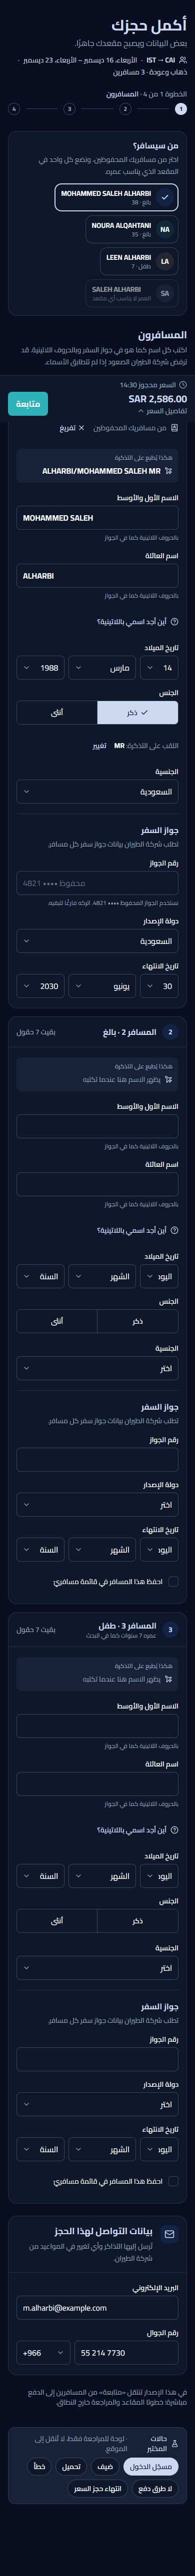 أكمل حجزك
بعض البيانات ويصبح مقعدك جاهزًا.
IST → CAI · الأربعاء، 16 ديسمبر – الأربعاء، 23 ديسمبر ·
ذهاب وعودة · 3 مسافرين
الخطوة 1 من 4 · المسافرون
1 2 3 4
من سيسافر؟
اختر من مسافريك المحفوظين، ونضع كل واحد في
المقعد الذي يناسب عمره.
MOHAMMED SALEH ALHARBI
بالغ · 38
NA NOURA ALQAHTANI
بالغ · 35
LA LEEN ALHARBI
طفل · 7
SA SALEH ALHARBI
العمر لا يناسب أي مقعد
المسافرون
اكتب كل اسم كما هو في جواز السفر وبالحروف اللاتينية. قد
ترفض شركة الطيران الصعود إذا لم تتطابق الأسماء.
السعر محجوز 14:30
SAR 2,586.00
تفاصيل السعر
متابعة
من مسافريك المحفوظين
تفريغ
هكذا يُطبع على التذكرة
ALHARBI/MOHAMMED SALEH MR
الاسم الأول والأوسط
MOHAMMED SALEH
بالحروف اللاتينية كما في الجواز
اسم العائلة
ALHARBI
بالحروف اللاتينية كما في الجواز
أين أجد اسمي باللاتينية؟
تاريخ الميلاد
14 مارس 1988
الجنس
ذكر أنثى
اللقب على التذكرة: MR تغيير
الجنسية
السعودية
جواز السفر
تطلب شركة الطيران بيانات جواز سفر كل مسافر.
رقم الجواز
محفوظ •••• 4821
نستخدم الجواز المحفوظ •••• 4821. اتركه فارغًا لنبقيه.
دولة الإصدار
السعودية
تاريخ الانتهاء
30 يونيو 2030
2 المسافر 2 · بالغ بقيت 7 حقول
هكذا يُطبع على التذكرة
يظهر الاسم هنا عندما تكتبه
الاسم الأول والأوسط
بالحروف اللاتينية كما في الجواز
اسم العائلة
بالحروف اللاتينية كما في الجواز
أين أجد اسمي باللاتينية؟
تاريخ الميلاد
اليوم الشهر السنة
الجنس
ذكر أنثى
الجنسية
اختر
جواز السفر
تطلب شركة الطيران بيانات جواز سفر كل مسافر.
رقم الجواز
دولة الإصدار
اختر
تاريخ الانتهاء
اليوم الشهر السنة
احفظ هذا المسافر في قائمة مسافريّ
3 المسافر 3 · طفل بقيت 7 حقول
عمره 7 سنوات كما في البحث
هكذا يُطبع على التذكرة
يظهر الاسم هنا عندما تكتبه
الاسم الأول والأوسط
بالحروف اللاتينية كما في الجواز
اسم العائلة
بالحروف اللاتينية كما في الجواز
أين أجد اسمي باللاتينية؟
تاريخ الميلاد
اليوم الشهر السنة
الجنس
ذكر أنثى
الجنسية
اختر
جواز السفر
تطلب شركة الطيران بيانات جواز سفر كل مسافر.
رقم الجواز
دولة الإصدار
اختر
تاريخ الانتهاء
اليوم الشهر السنة
احفظ هذا المسافر في قائمة مسافريّ
بيانات التواصل لهذا الحجز
تُرسل إليها التذاكر وأي تغيير في المواعيد من
شركة الطيران.
البريد الإلكتروني
m.alharbi@example.com
رقم الجوال
+966 55 214 7730
في هذا الإصدار تنتقل «متابعة» من المسافرين إلى الدفع
مباشرة؛ خطوتا المقاعد والمراجعة خارج النطاق.
حالات المختبر
· لوحة للمراجعة فقط، لا تُنقل إلى الموقع.
مسجّل الدخول ضيف تحميل خطأ
لا طرق دفع انتهاء حجز السعر